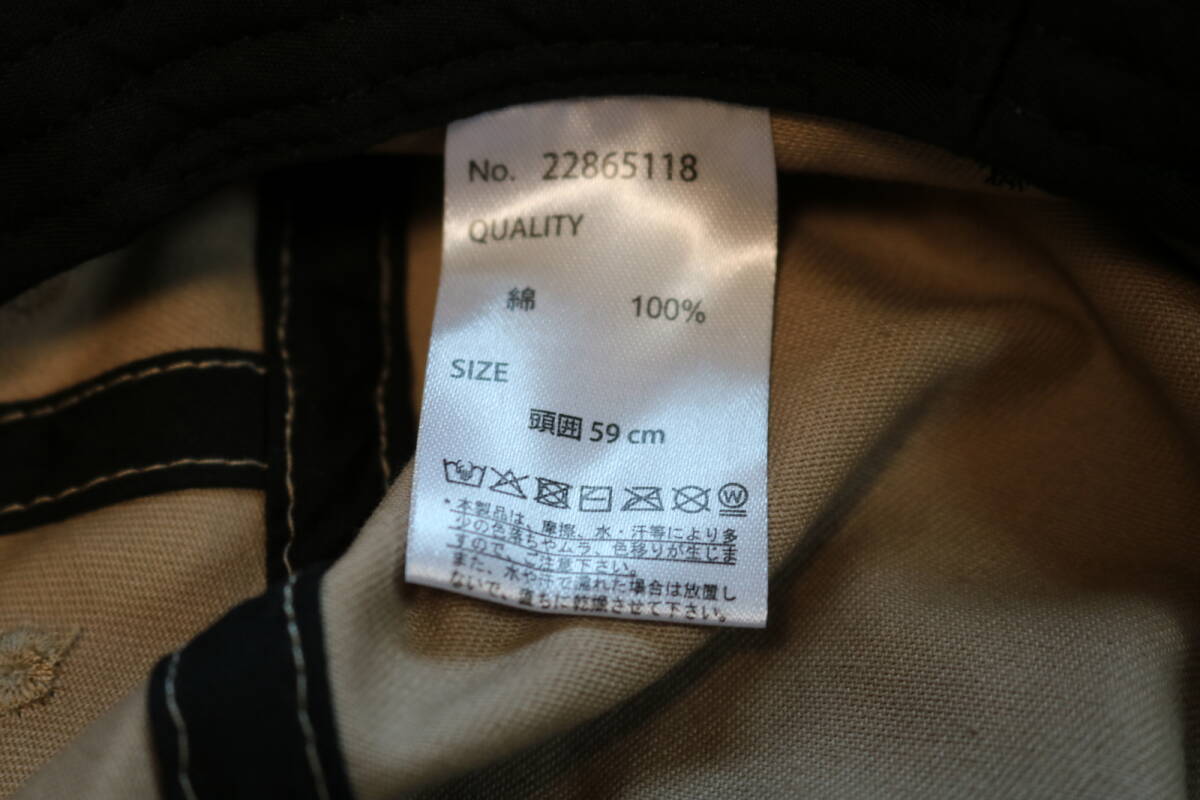 No. 22865118
QUALITY
綿 100%
SIZE
頭囲 59 cm
W
・本製品は、摩擦、水・汗等により多
少の色落ちやムラ、色移りが生じま
すので、ご注意下さい。
また、水や汗で濡れた場合は放置し
ないで、直ちに乾燥させて下さい。